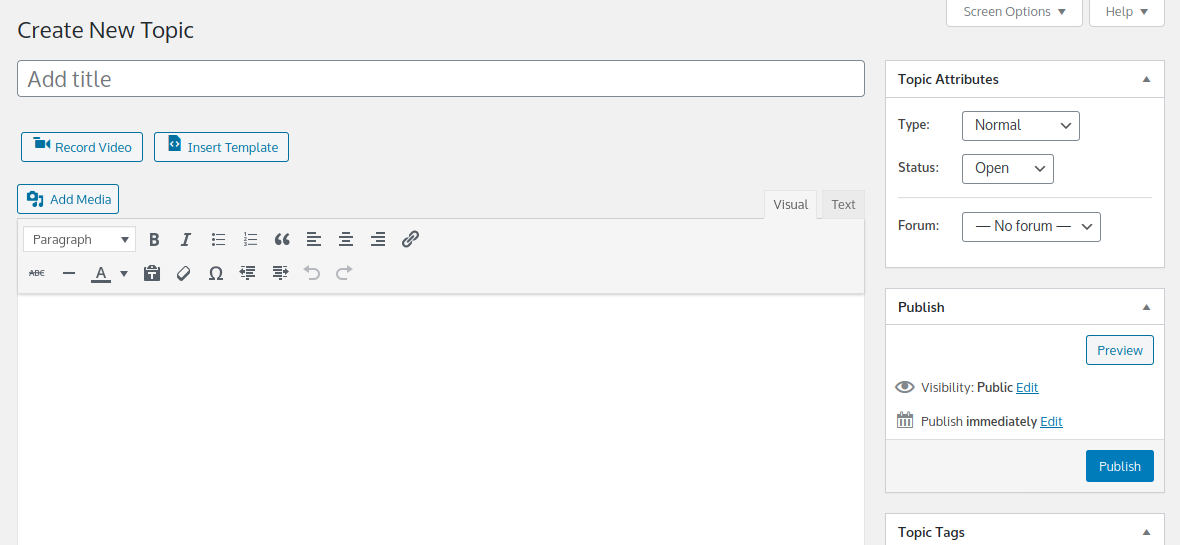 Screen Options
Help
Create New Topic
Add title
Record Video
Insert Template
Add Media
Visual
Text
Paragraph
B I
ABC A Ω
Topic Attributes
Type: Normal
Status: Open
Forum: — No forum —
Publish
Preview
Visibility: Public Edit
Publish immediately Edit
Publish
Topic Tags